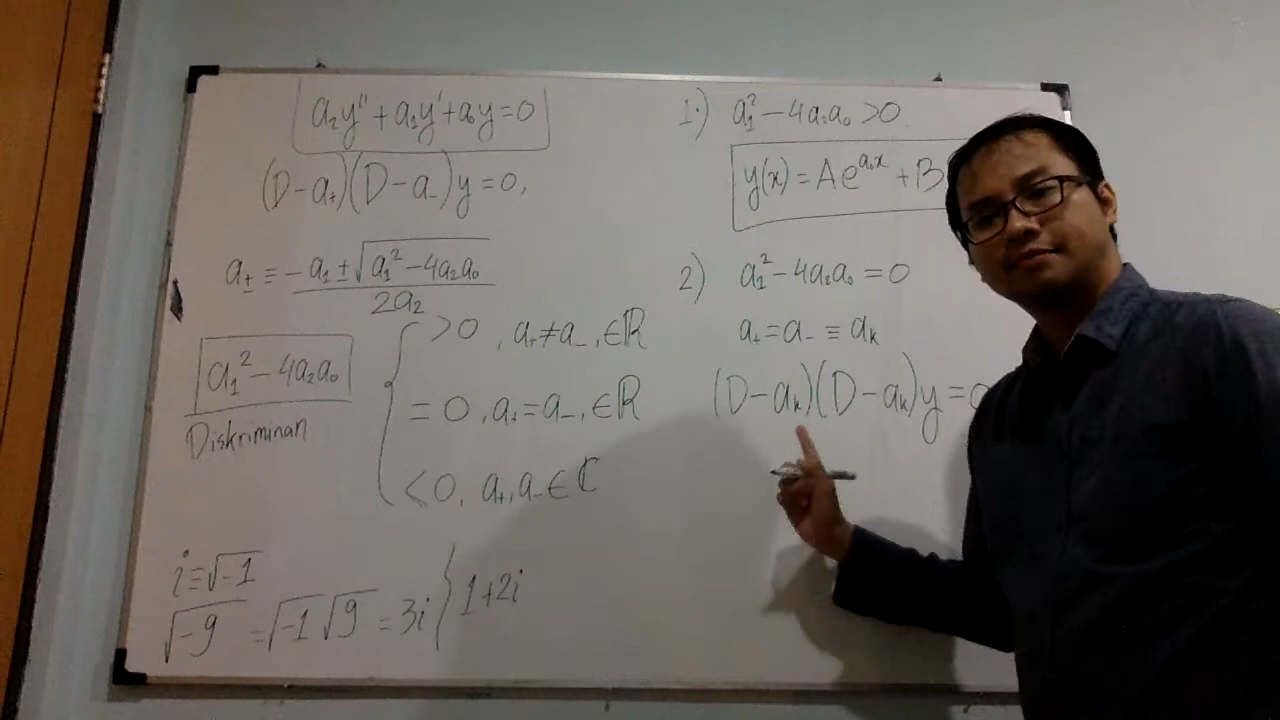 a₂y'' + a₁y' + a₀y = 0
(D - a₊)(D - a₋)y = 0,
a± ≡ (-a₁ ± √(a₁² - 4a₂a₀)) / 2a₂
a₁² - 4a₂a₀
Diskriminan
> 0 , a₊ ≠ a₋ , ∈ ℝ
= 0 , a₊ = a₋ , ∈ ℝ
< 0, a₊, a₋ ∈ ℂ
i ≡ √-1
√-9 = √-1 √9 = 3i } 1+2i
1.) a₁² - 4a₂a₀ > 0
y(x) = Ae^(a₊x) + B
2) a₁² - 4a₂a₀ = 0
a₊ = a₋ ≡ aₖ
(D - aₖ)(D - aₖ)y = 0